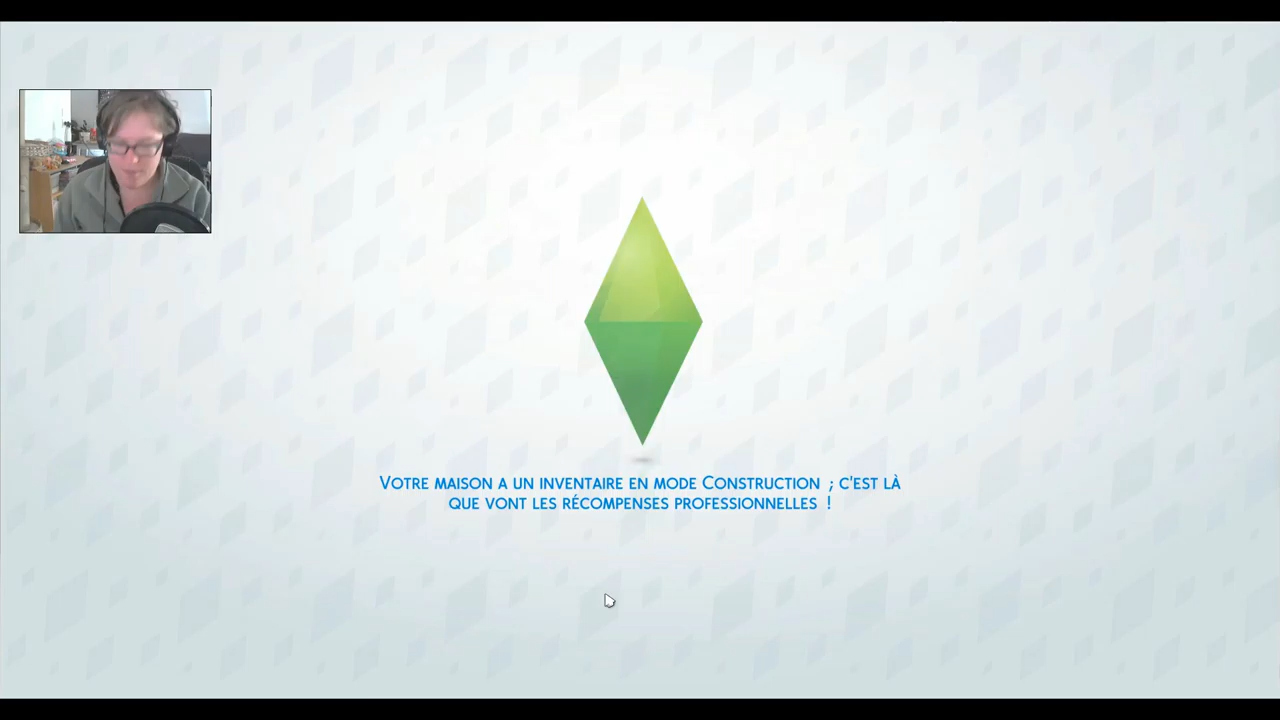 Votre maison a un inventaire en mode Construction ; c'est là
que vont les récompenses professionnelles !